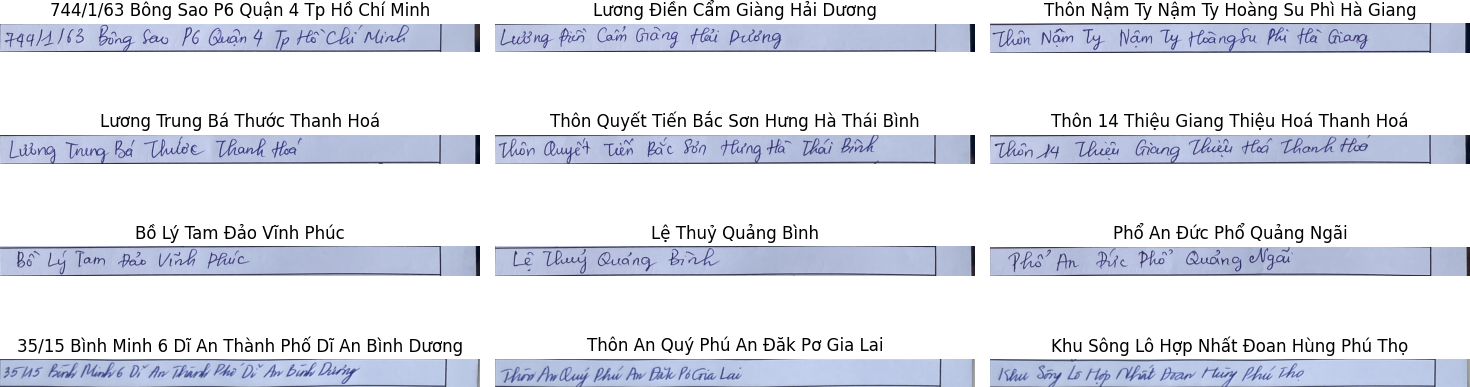 744/1/63 Bông Sao P6 Quận 4 Tp Hồ Chí Minh
Lương Điền Cẩm Giàng Hải Dương
Thôn Nậm Ty Nậm Ty Hoàng Su Phì Hà Giang
744/1/63 Bông Sao P6 Quận 4 Tp Hồ Chí Minh
Lương Điền Cẩm Giàng Hải Dương
Thôn Nậm Ty Nậm Ty Hoàng Su Phì Hà Giang
Lương Trung Bá Thước Thanh Hoá
Thôn Quyết Tiến Bắc Sơn Hưng Hà Thái Bình
Thôn 14 Thiệu Giang Thiệu Hoá Thanh Hoá
Lương Trung Bá Thước Thanh Hoá
Thôn Quyết Tiến Bắc Sơn Hưng Hà Thái Bình
Thôn 14 Thiệu Giang Thiệu Hoá Thanh Hoá
Bồ Lý Tam Đảo Vĩnh Phúc
Lệ Thuỷ Quảng Bình
Phổ An Đức Phổ Quảng Ngãi
Bồ Lý Tam Đảo Vĩnh Phúc
Lệ Thuỷ Quảng Bình
Phổ An Đức Phổ Quảng Ngãi
35/15 Bình Minh 6 Dĩ An Thành Phố Dĩ An Bình Dương
Thôn An Quý Phú An Đăk Pơ Gia Lai
Khu Sông Lô Hợp Nhất Đoan Hùng Phú Thọ
35/15 Bình Minh 6 Dĩ An Thành Phố Dĩ An Bình Dương
Thôn An Quý Phú An Đăk Pơ Gia Lai
Khu Sông Lô Hợp Nhất Đoan Hùng Phú Thọ